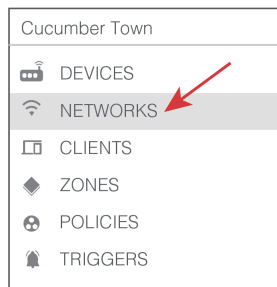 Cucumber Town
DEVICES
NETWORKS
CLIENTS
ZONES
POLICIES
TRIGGERS